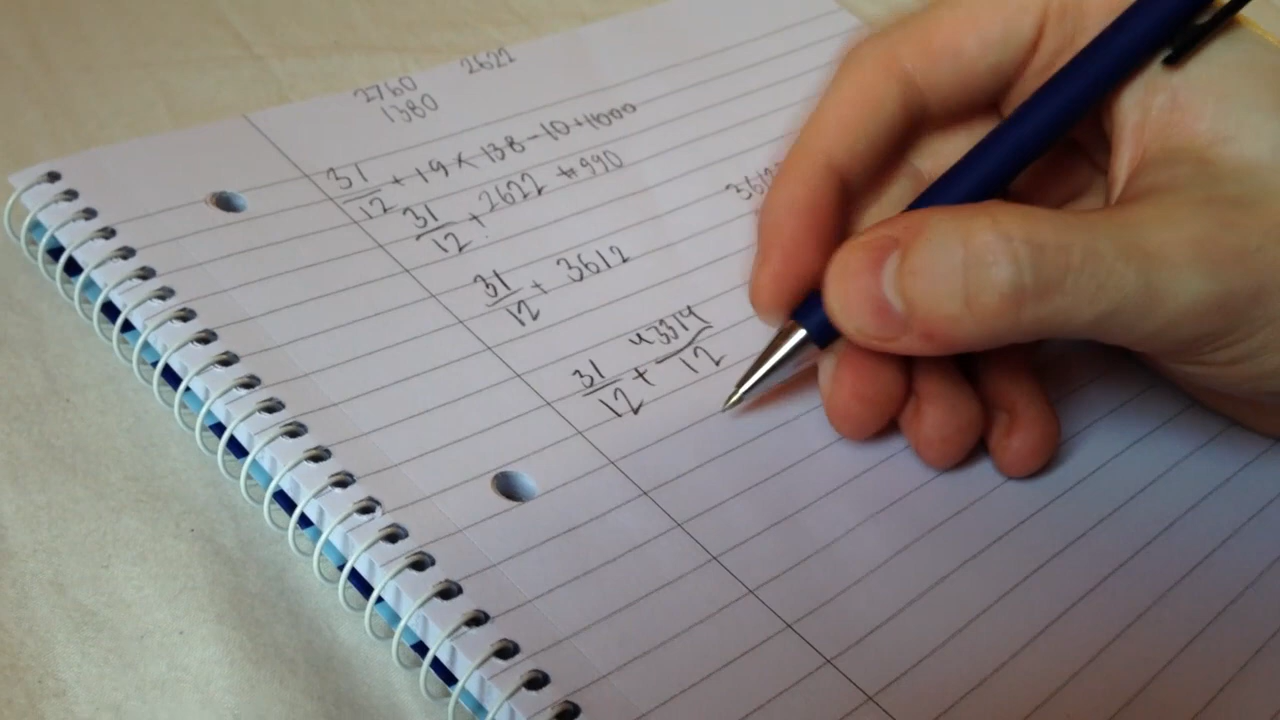 2760 2622
1380
31/12 + 19 × 138 - 10 + 1000
31/12 + 2622 + 990
31/12 + 3612
31/12 + 43314/12